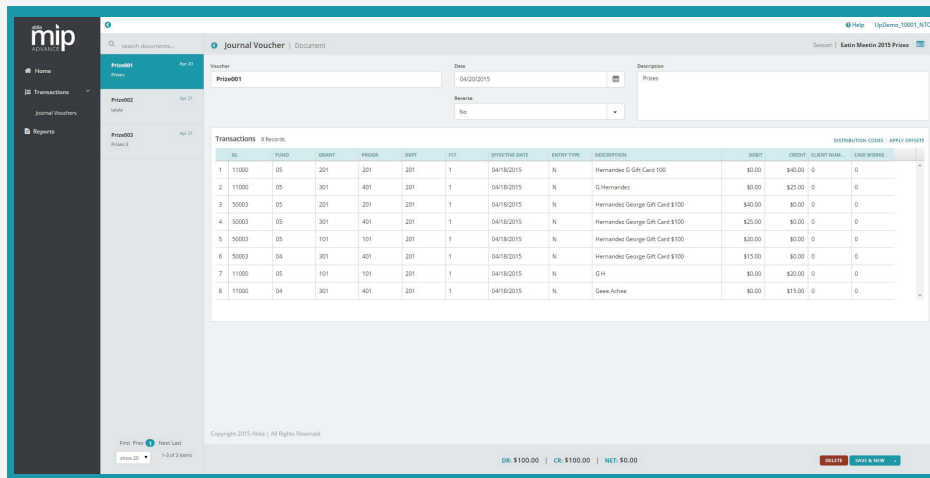 abila
mip
ADVANCE
Help UpDemo_10001_NTO
search documents...
Journal Voucher | Document
Session | Eatin Meetin 2015 Prizes
Home
Transactions
Journal Vouchers
Reports
Prize001 Apr 20
Prizes
Prize002 Apr 21
Prize003 Apr 21
Prizes 3
Voucher
Prize001
Date
04/20/2015
Reverse
No
Description
Prizes
Transactions 8 Records
DISTRIBUTION CODES APPLY OFFSETS
GL FUND GRANT PROGR DEPT EFFECTIVE DATE ENTRY TYPE DESCRIPTION DEBIT CREDIT CLIENT NUM... CASE WORKE...
1 11000 05 201 201 201 1 04/18/2015 N Hernandez G Gift Card 100 $0.00 $40.00 0 0
2 11000 05 301 401 201 1 04/18/2015 N G Hernandez $0.00 $25.00 0 0
3 50003 05 201 201 201 1 04/18/2015 N Hernandez George Gift Card $100 $40.00 $0.00 0 0
4 50003 05 301 401 201 1 04/18/2015 N Hernandez George Gift Card $100 $25.00 $0.00 0 0
5 50003 05 101 101 201 1 04/18/2015 N Hernandez George Gift Card $100 $20.00 $0.00 0 0
6 50003 04 301 401 201 1 04/18/2015 N Hernandez George Gift Card $100 $15.00 $0.00 0 0
7 11000 05 101 101 201 1 04/18/2015 N G H $0.00 $20.00 0 0
8 11000 04 301 401 201 1 04/18/2015 N Geee Achee $0.00 $15.00 0 0
Copyright 2015 Abila | All Rights Reserved
First Prev 1 Next Last
show 20 1-3 of 3 items
DR: $100.00 | CR: $100.00 | NET: $0.00
DELETE SAVE & NEW